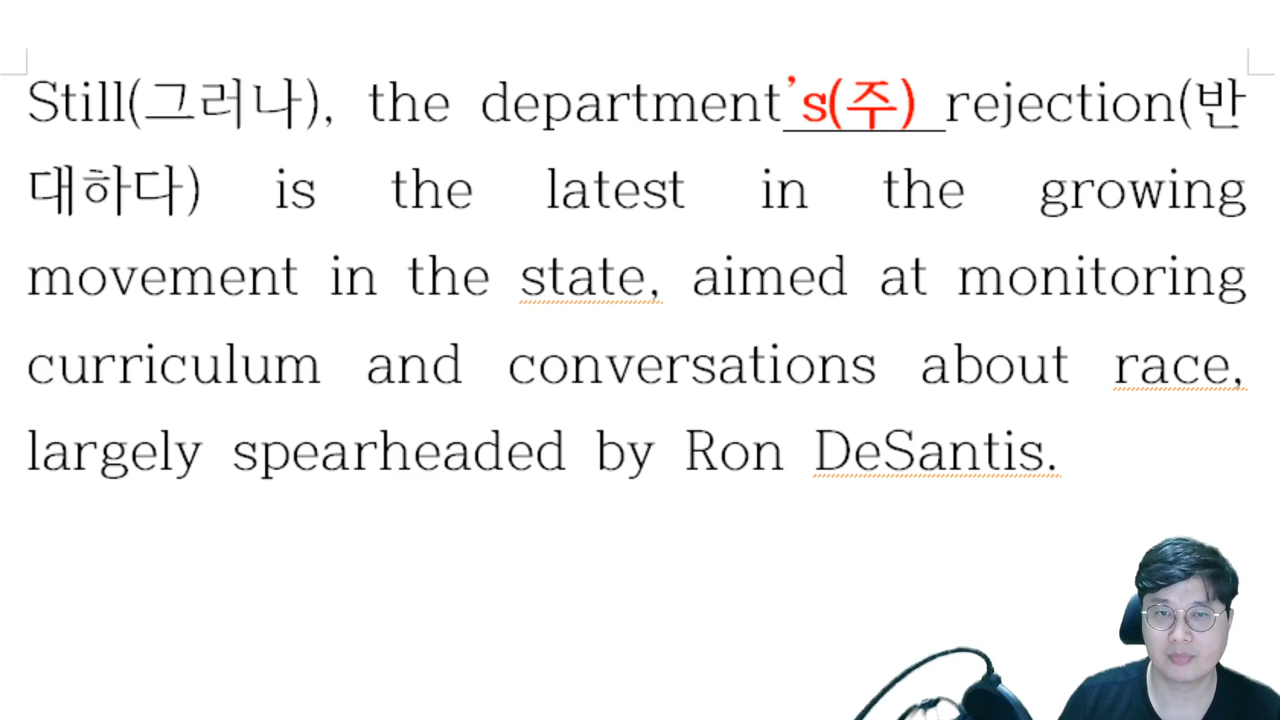 Still(그러나), the department's(주) rejection(반
대하다) is the latest in the growing
movement in the state, aimed at monitoring
curriculum and conversations about race,
largely spearheaded by Ron DeSantis.